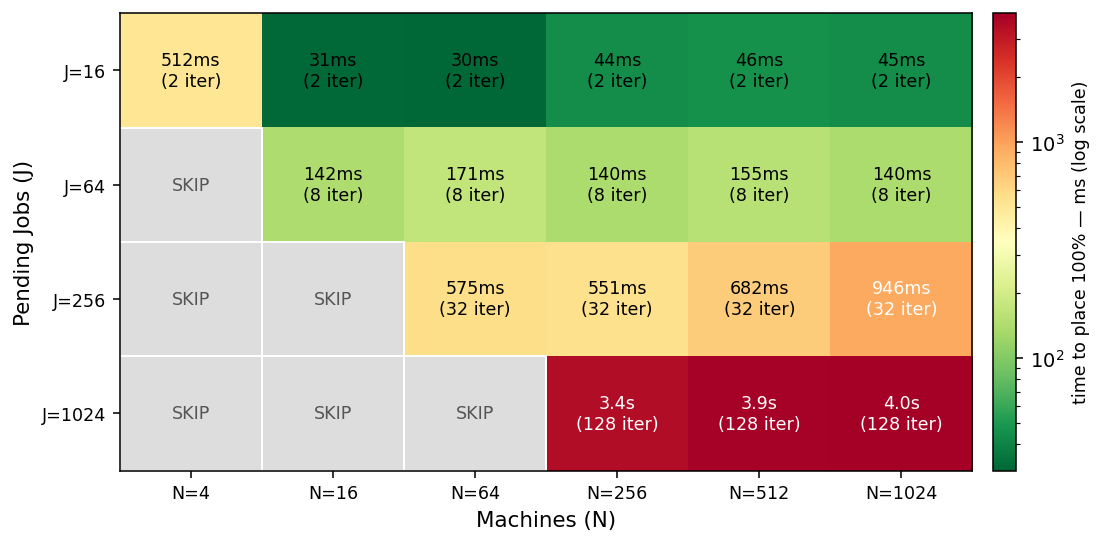 512ms
(2 iter)
31ms
(2 iter)
30ms
(2 iter)
44ms
(2 iter)
46ms
(2 iter)
45ms
(2 iter)
J=16
SKIP
142ms
(8 iter)
171ms
(8 iter)
140ms
(8 iter)
155ms
(8 iter)
140ms
(8 iter)
J=64
SKIP
SKIP
575ms
(32 iter)
551ms
(32 iter)
682ms
(32 iter)
946ms
(32 iter)
J=256
SKIP
SKIP
SKIP
3.4s
(128 iter)
3.9s
(128 iter)
4.0s
(128 iter)
J=1024
Pending Jobs (J)
N=4
N=16
N=64
N=256
N=512
N=1024
Machines (N)
10³
10²
time to place 100% — ms (log scale)